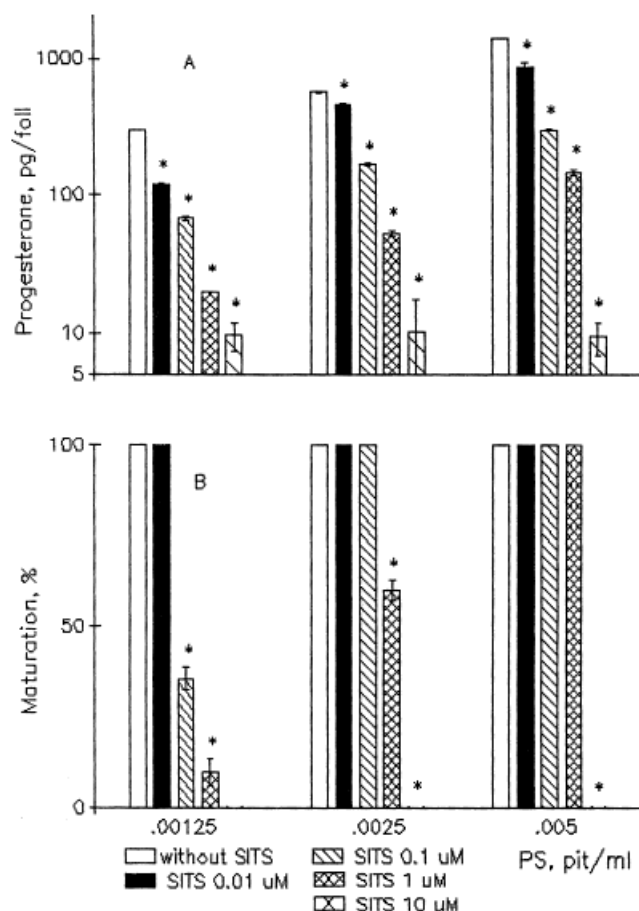 A
Progesterone, pg/foll
1000
100
10
5
* * * *
* * * *
* * * *
B
Maturation, %
100
50
0
* *
* *
*
.00125 .0025 .005
without SITS SITS 0.1 uM PS, pit/ml
SITS 0.01 uM SITS 1 uM
SITS 10 uM